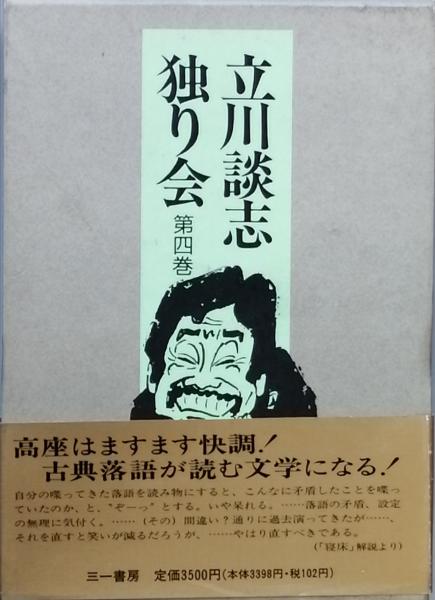 立川談志
独り会
第四巻
高座はますます快調!
古典落語が読む文学になる!
自分の喋ってきた落語を読み物にすると、こんなに矛盾したことを喋っ
ていたのか、と、〝ぞーっ〟とする。いや呆れる。……落語の矛盾、設定
の無理に気付く。……(その)間違い?通りに過去演ってきたが……、
それを直すと笑いが減るだろうが、……やはり直すべきである。
(「寝床」解説より)
三一書房 定価3500円(本体3398円・税102円)